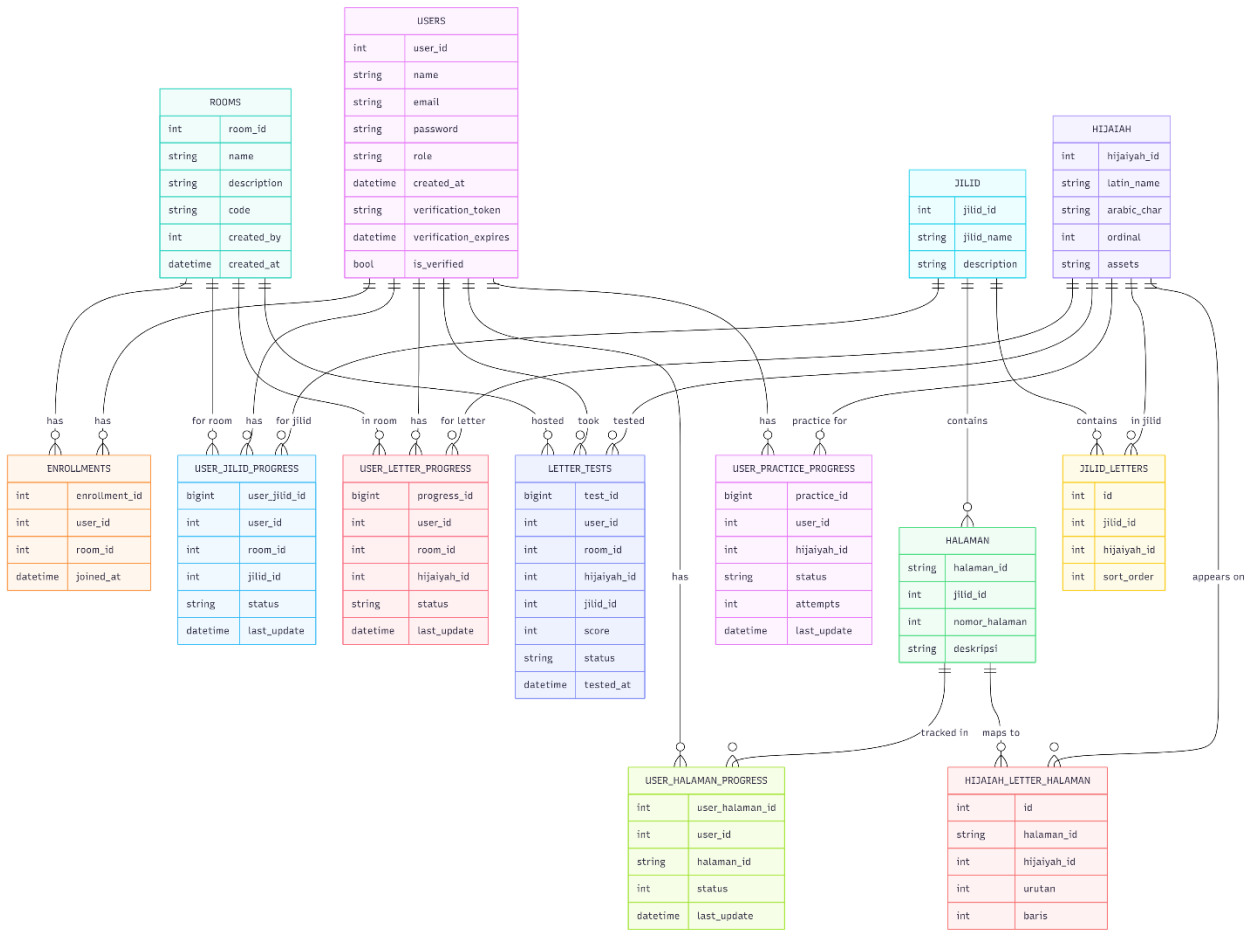 USERS
int user_id
string name
string email
string password
string role
datetime created_at
string verification_token
datetime verification_expires
bool is_verified
ROOMS
int room_id
string name
string description
string code
int created_by
datetime created_at
HIJAIAH
int hijaiyah_id
string latin_name
string arabic_char
int ordinal
string assets
JILID
int jilid_id
string jilid_name
string description
has has for room has for jilid in room has for letter hosted took tested has practice for contains contains in jilid
ENROLLMENTS
int enrollment_id
int user_id
int room_id
datetime joined_at
USER_JILID_PROGRESS
bigint user_jilid_id
int user_id
int room_id
int jilid_id
string status
datetime last_update
USER_LETTER_PROGRESS
bigint progress_id
int user_id
int room_id
int hijaiyah_id
string status
datetime last_update
LETTER_TESTS
bigint test_id
int user_id
int room_id
int hijaiyah_id
int jilid_id
int score
string status
datetime tested_at
USER_PRACTICE_PROGRESS
bigint practice_id
int user_id
int hijaiyah_id
string status
int attempts
datetime last_update
JILID_LETTERS
int id
int jilid_id
int hijaiyah_id
int sort_order
HALAMAN
string halaman_id
int jilid_id
int nomor_halaman
string deskripsi
has appears on
tracked in maps to
USER_HALAMAN_PROGRESS
int user_halaman_id
int user_id
string halaman_id
int status
datetime last_update
HIJAIAH_LETTER_HALAMAN
int id
string halaman_id
int hijaiyah_id
int urutan
int baris